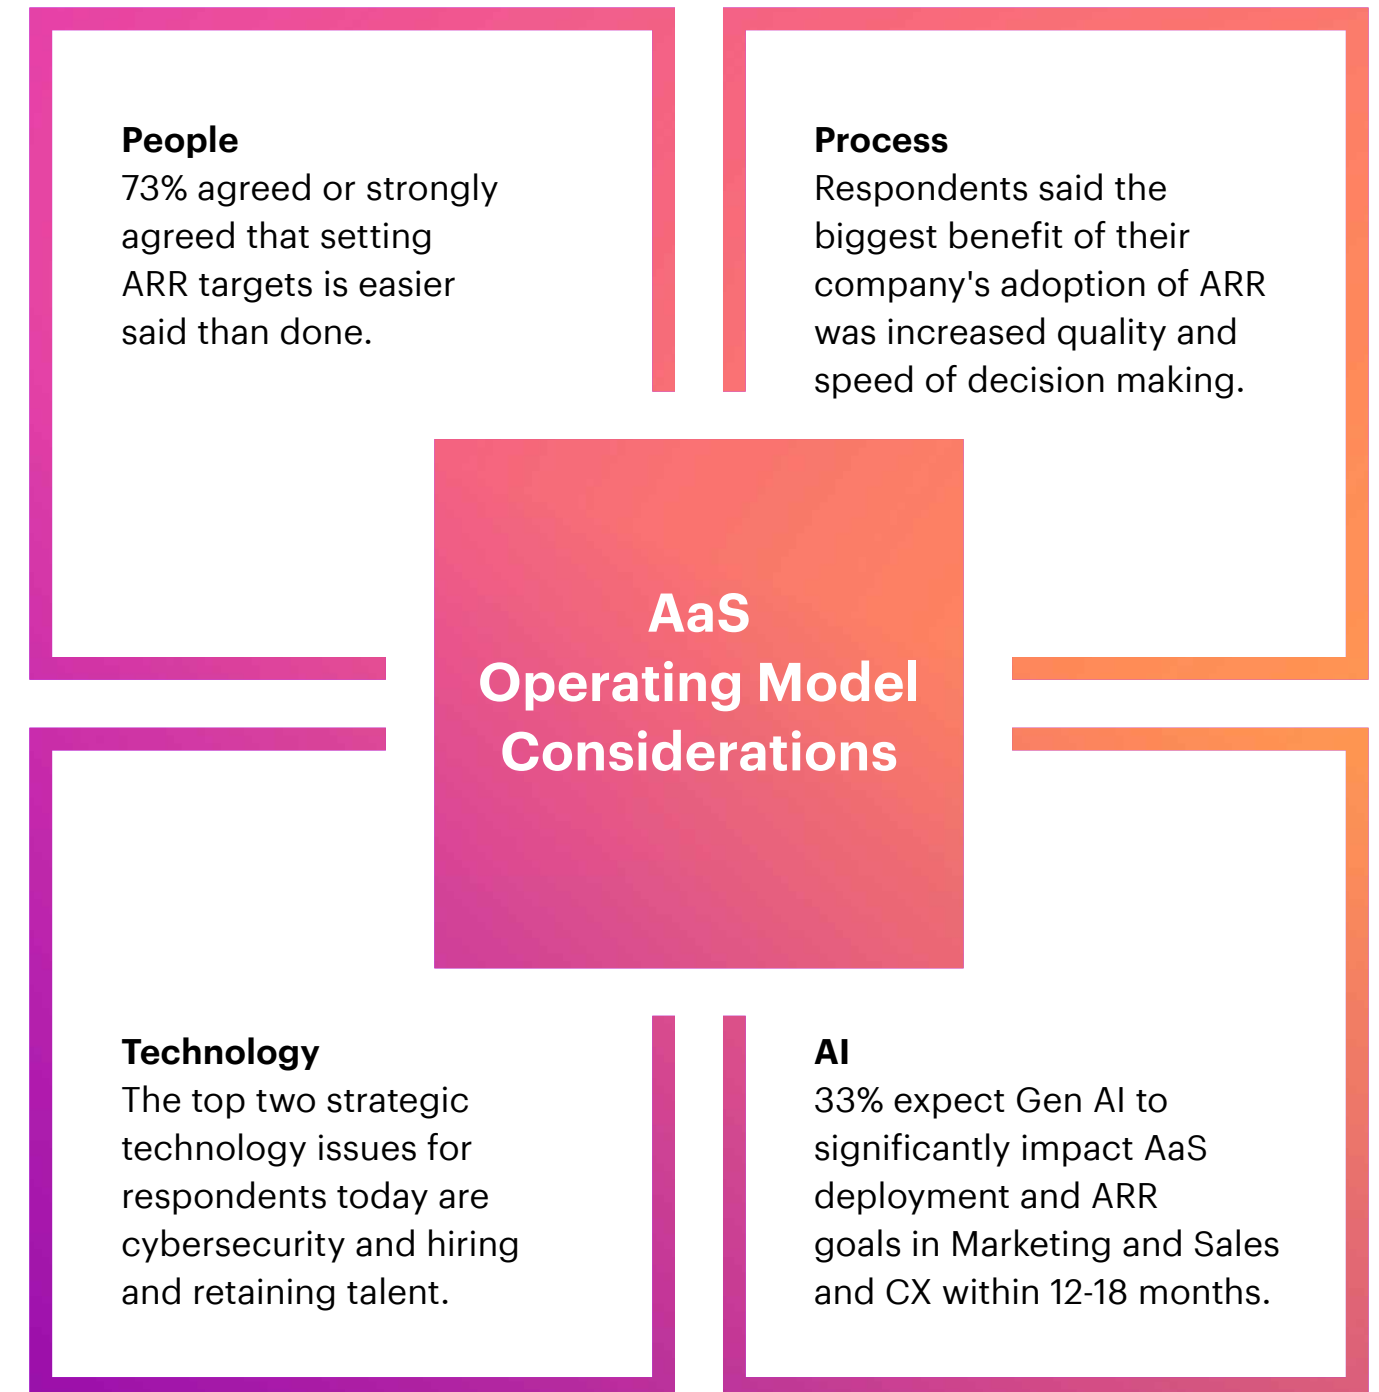 People
73% agreed or strongly
agreed that setting
ARR targets is easier
said than done.
Process
Respondents said the
biggest benefit of their
company's adoption of ARR
was increased quality and
speed of decision making.
AaS
Operating Model
Considerations
Technology
The top two strategic
technology issues for
respondents today are
cybersecurity and hiring
and retaining talent.
AI
33% expect Gen AI to
significantly impact AaS
deployment and ARR
goals in Marketing and Sales
and CX within 12-18 months.